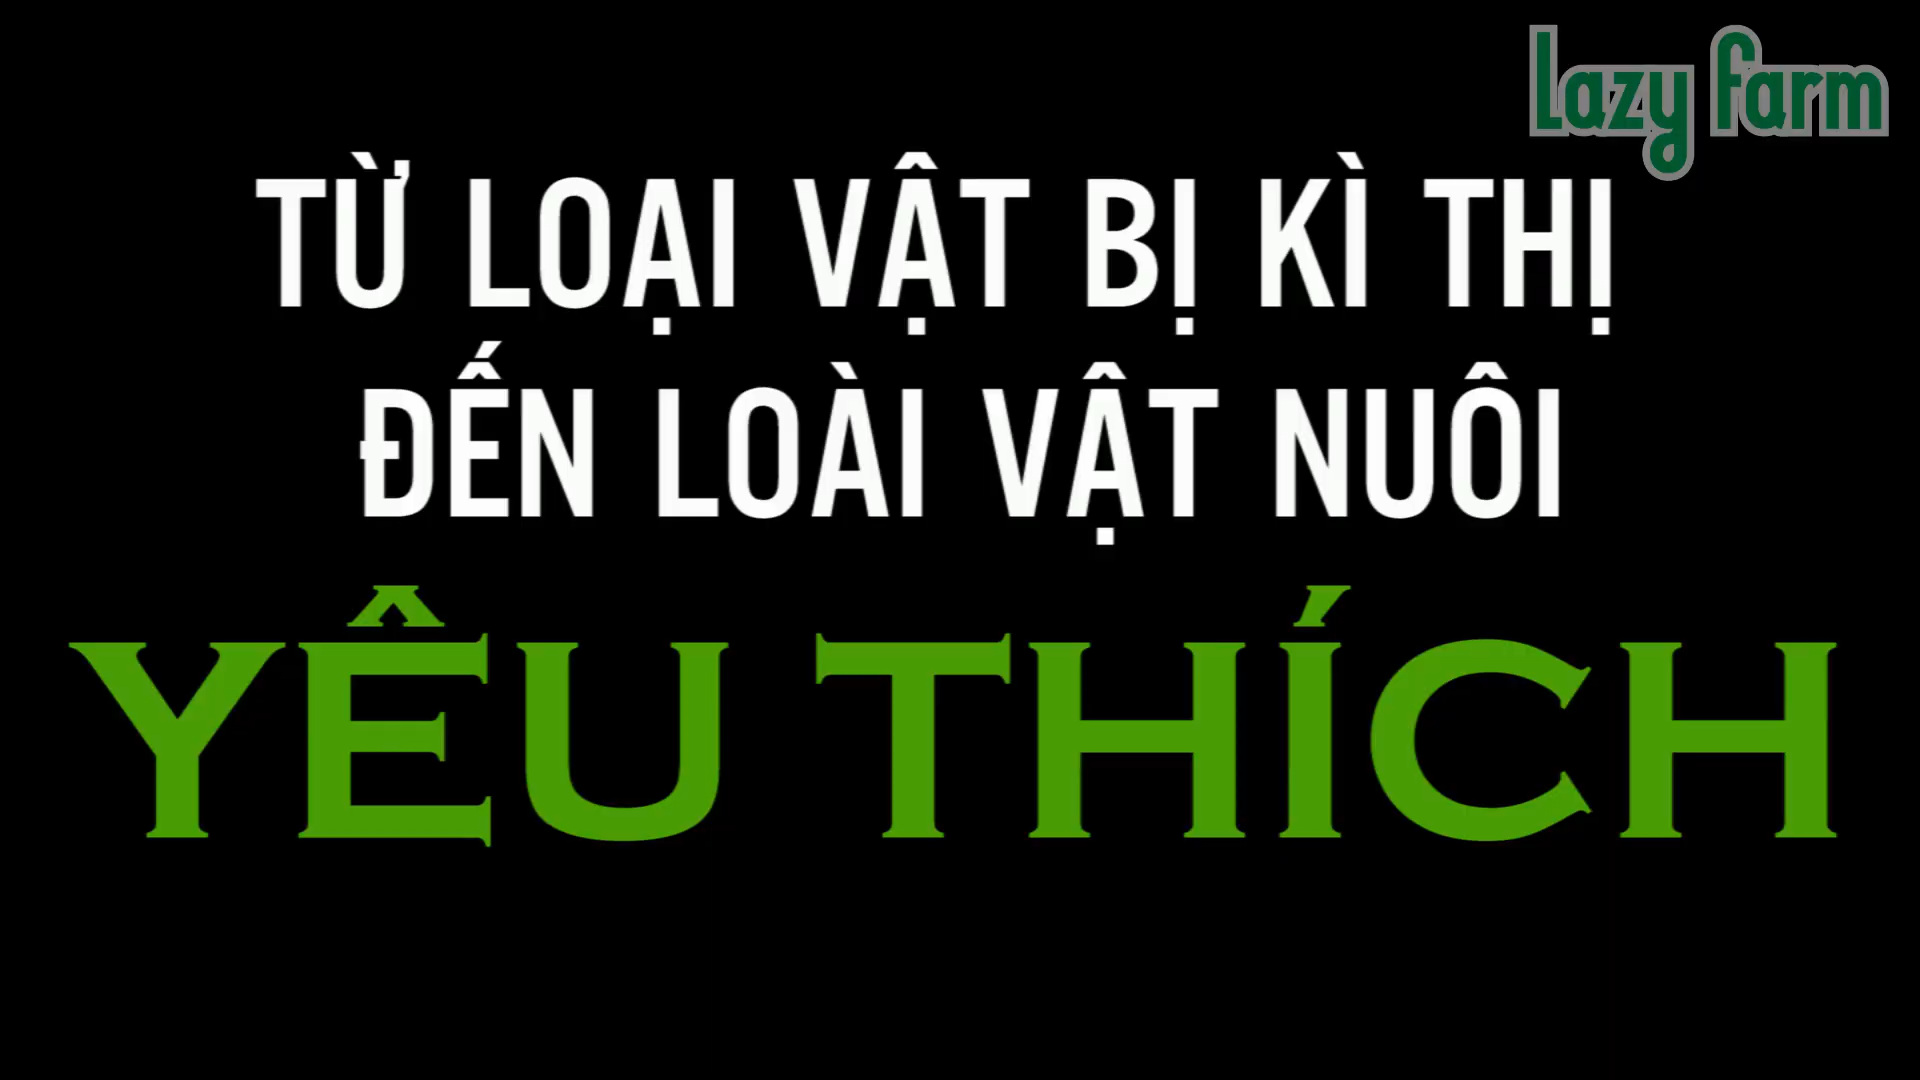 Lazy farm
TỪ LOẠI VẬT BỊ KÌ THỊ
ĐẾN LOÀI VẬT NUÔI
YÊU THÍCH